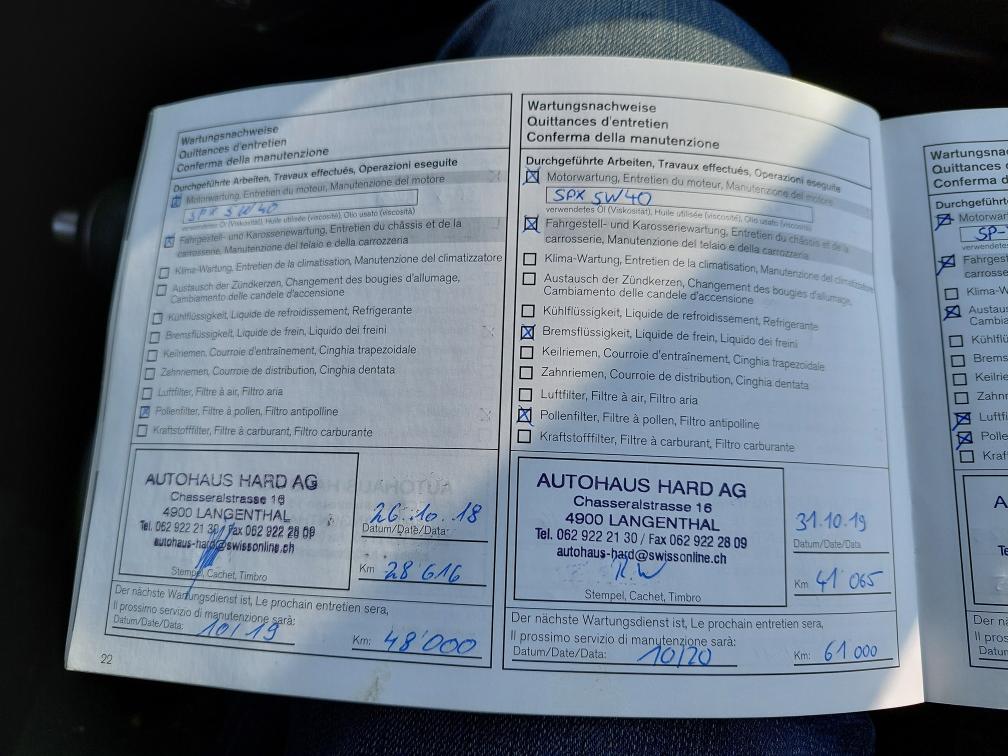 Wartungsnachweise
Quittances d'entretien
Conferma della manutenzione
Durchgeführte Arbeiten, Travaux effectués, Operazioni eseguite
Motorwartung, Entretien du moteur, Manutenzione del motore
SPX 5W40
verwendetes Öl (Viskosität), Huile utilisée (viscosité), Olio usato (viscosità)
Fahrgestell- und Karosseriewartung, Entretien du châssis et de la
carrosserie, Manutenzione del telaio e della carrozzeria
Klima-Wartung, Entretien de la climatisation, Manutenzione del climatizzatore
Austausch der Zündkerzen, Changement des bougies d'allumage,
Cambiamento delle candele d'accensione
Kühlflüssigkeit, Liquide de refroidissement, Refrigerante
Bremsflüssigkeit, Liquide de frein, Liquido dei freini
Keilriemen, Courroie d'entraînement, Cinghia trapezoidale
Zahnriemen, Courroie de distribution, Cinghia dentata
Luftfilter, Filtre à air, Filtro aria
Pollenfilter, Filtre à pollen, Filtro antipolline
Kraftstofffilter, Filtre à carburant, Filtro carburante
AUTOHAUS HARD AG
Chasseralstrasse 16
4900 LANGENTHAL
Tel. 062 922 21 30 / Fax 062 922 28 09
autohaus-hard@swissonline.ch
Stempel, Cachet, Timbro
26.10.18
Datum/Date/Data
Km 28'616
Der nächste Wartungsdienst ist, Le prochain entretien sera,
Il prossimo servizio di manutenzione sarà:
Datum/Date/Data: 10/19 Km: 48'000
22
Wartungsnachweise
Quittances d'entretien
Conferma della manutenzione
Durchgeführte Arbeiten, Travaux effectués, Operazioni eseguite
Motorwartung, Entretien du moteur, Manutenzione del motore
SPX 5W40
verwendetes Öl (Viskosität), Huile utilisée (viscosité), Olio usato (viscosità)
Fahrgestell- und Karosseriewartung, Entretien du châssis et de la
carrosserie, Manutenzione del telaio e della carrozzeria
Klima-Wartung, Entretien de la climatisation, Manutenzione del climatizzatore
Austausch der Zündkerzen, Changement des bougies d'allumage,
Cambiamento delle candele d'accensione
Kühlflüssigkeit, Liquide de refroidissement, Refrigerante
Bremsflüssigkeit, Liquide de frein, Liquido dei freini
Keilriemen, Courroie d'entraînement, Cinghia trapezoidale
Zahnriemen, Courroie de distribution, Cinghia dentata
Luftfilter, Filtre à air, Filtro aria
Pollenfilter, Filtre à pollen, Filtro antipolline
Kraftstofffilter, Filtre à carburant, Filtro carburante
AUTOHAUS HARD AG
Chasseralstrasse 16
4900 LANGENTHAL
Tel. 062 922 21 30 / Fax 062 922 28 09
autohaus-hard@swissonline.ch
R.W
Stempel, Cachet, Timbro
31.10.19
Datum/Date/Data
Km 41'065
Der nächste Wartungsdienst ist, Le prochain entretien sera,
Il prossimo servizio di manutenzione sarà:
Datum/Date/Data: 10/20 Km: 61'000
Wartungsna
Quittances d
Conferma d
Durchgeführt
Motorwart
SP-
verwendete
Fahrgest
carrosse
Klima-W
Austaus
Cambia
Kühlflü
Brems
Keilrie
Zahn
Luftfi
Polle
Kraf
Der n
Il pro
Datum